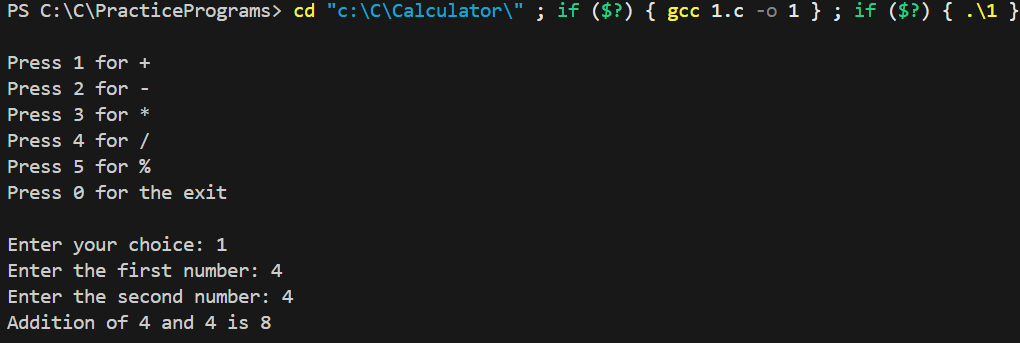 PS C:\C\PracticePrograms> cd "c:\C\Calculator\" ; if ($?) { gcc 1.c -o 1 } ; if ($?) { .\1 }
Press 1 for +
Press 2 for -
Press 3 for *
Press 4 for /
Press 5 for %
Press 0 for the exit
Enter your choice: 1
Enter the first number: 4
Enter the second number: 4
Addition of 4 and 4 is 8